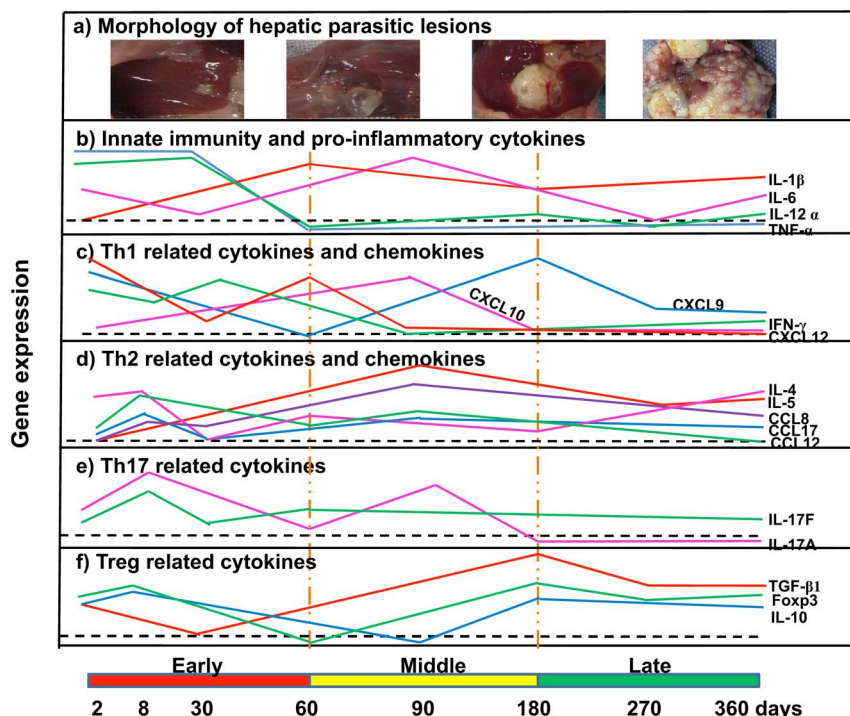 a) Morphology of hepatic parasitic lesions
b) Innate immunity and pro-inflammatory cytokines
IL-1β
IL-6
IL-12 α
TNF-α
c) Th1 related cytokines and chemokines
CXCL10
CXCL9
IFN-γ
CXCL12
d) Th2 related cytokines and chemokines
IL-4
IL-5
CCL8
CCL17
CCL12
e) Th17 related cytokines
IL-17F
IL-17A
f) Treg related cytokines
TGF-β1
Foxp3
IL-10
Gene expression
Early Middle Late
2 8 30 60 90 180 270 360 days